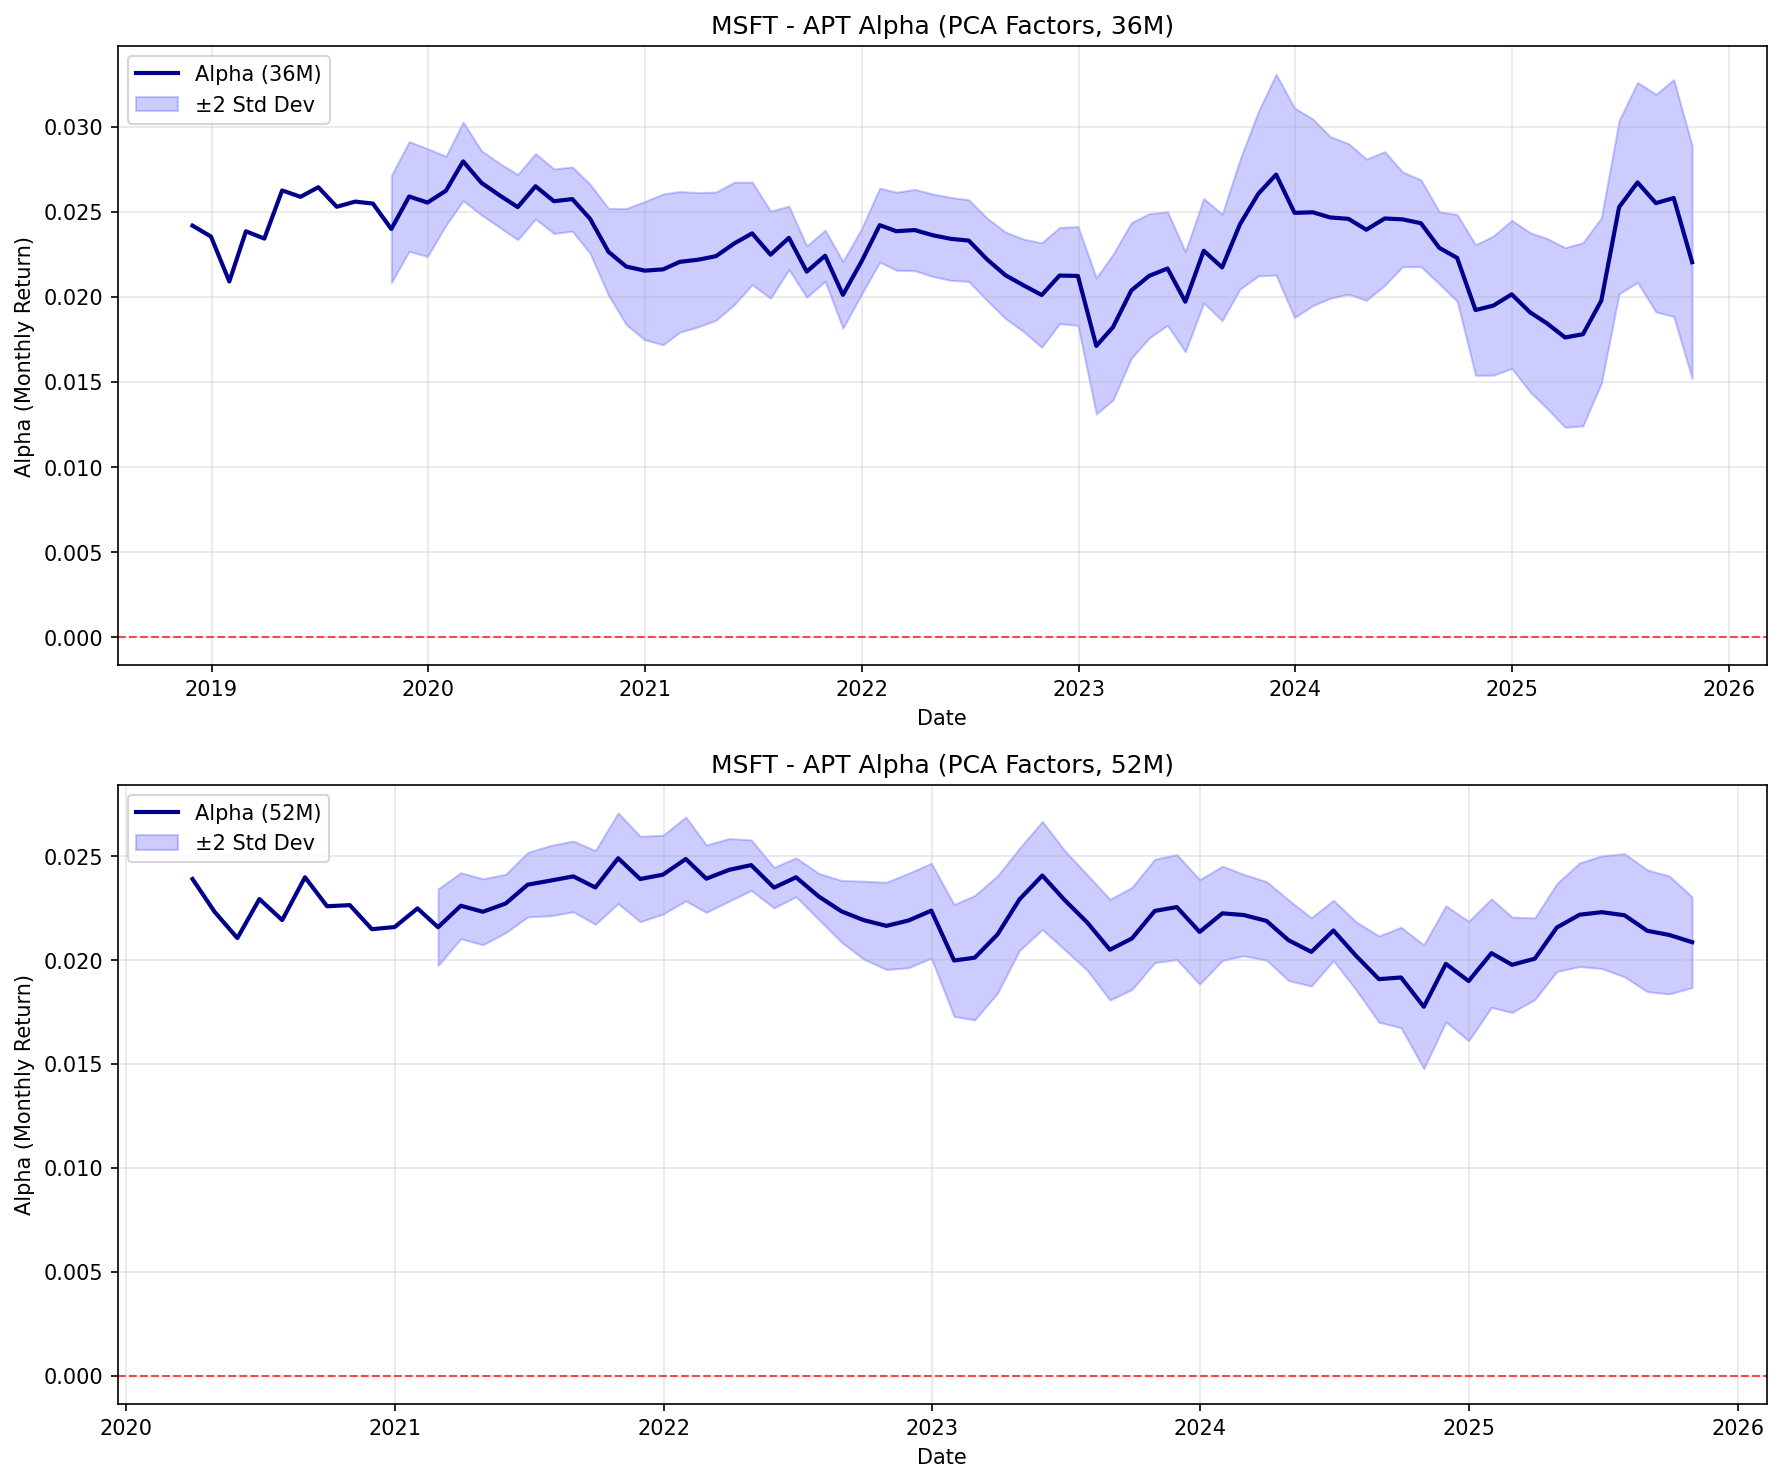 MSFT - APT Alpha (PCA Factors, 36M)
Alpha (36M)
±2 Std Dev
Alpha (Monthly Return)
0.030
0.025
0.020
0.015
0.010
0.005
0.000
2019 2020 2021 2022 2023 2024 2025 2026
Date
MSFT - APT Alpha (PCA Factors, 52M)
Alpha (52M)
±2 Std Dev
Alpha (Monthly Return)
0.025
0.020
0.015
0.010
0.005
0.000
2020 2021 2022 2023 2024 2025 2026
Date